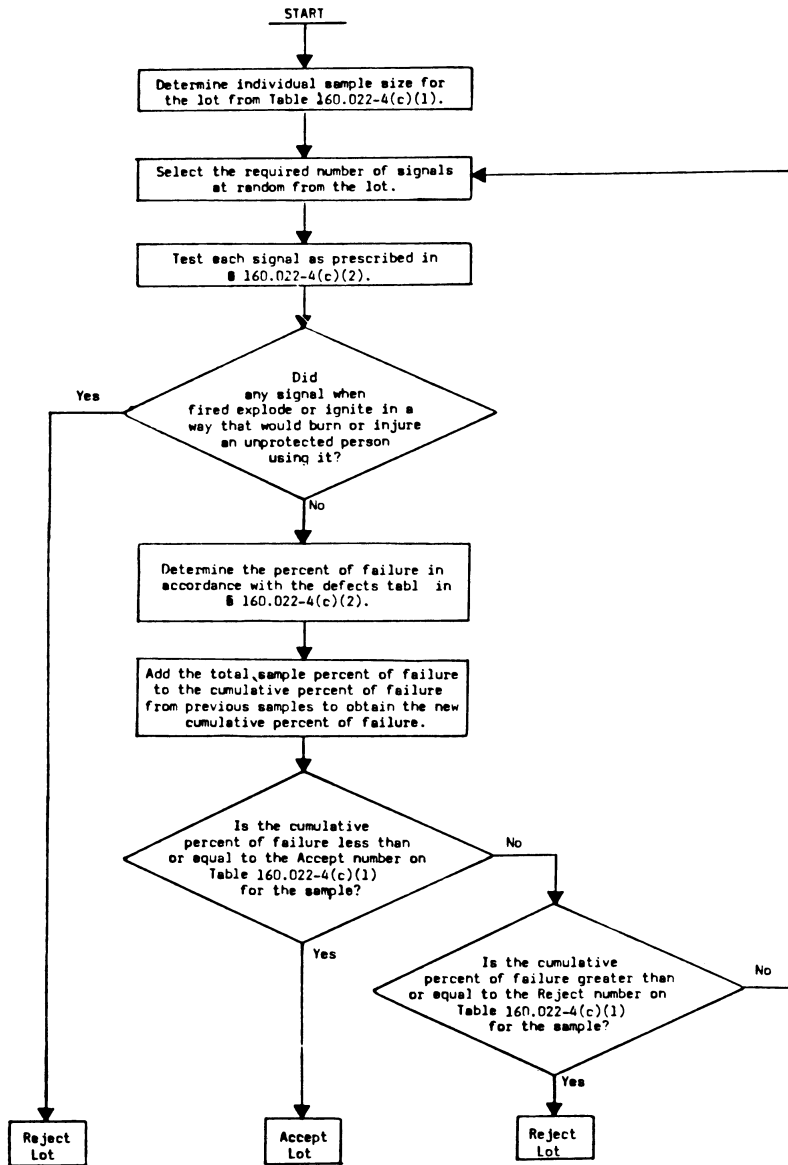 START
Determine individual sample size for
the lot from Table 160.022-4(c)(1).
Select the required number of signals
at random from the lot.
Test each signal as prescribed in
§ 160.022-4(c)(2).
Did
any signal when
fired explode or ignite in a
way that would burn or injure
an unprotected person
using it?
Yes
No
Determine the percent of failure in
accordance with the defects tabl in
§ 160.022-4(c)(2).
Add the total sample percent of failure
to the cumulative percent of failure
from previous samples to obtain the new
cumulative percent of failure.
Is the cumulative
percent of failure less than
or equal to the Accept number on
Table 160.022-4(c)(1)
for the sample?
No
Yes
Is the cumulative
percent of failure greater than
or equal to the Reject number on
Table 160.022-4(c)(1)
for the sample?
No
Yes
Reject
Lot
Accept
Lot
Reject
Lot